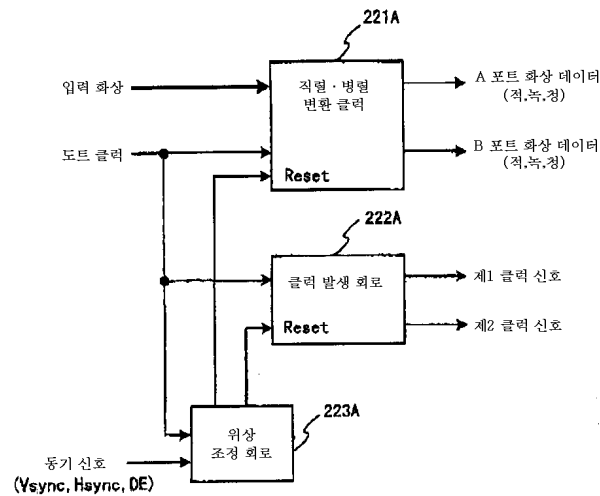 221A
입력 화상
직렬·병렬
변환 클럭
A 포트 화상 데이터
(적,녹,청)
도트 클럭
B 포트 화상 데이터
(적,녹,청)
Reset
222A
클럭 발생 회로
제1 클럭 신호
Reset
제2 클럭 신호
223A
위상
조정 회로
동기 신호
(Vsync, Hsync, DE)